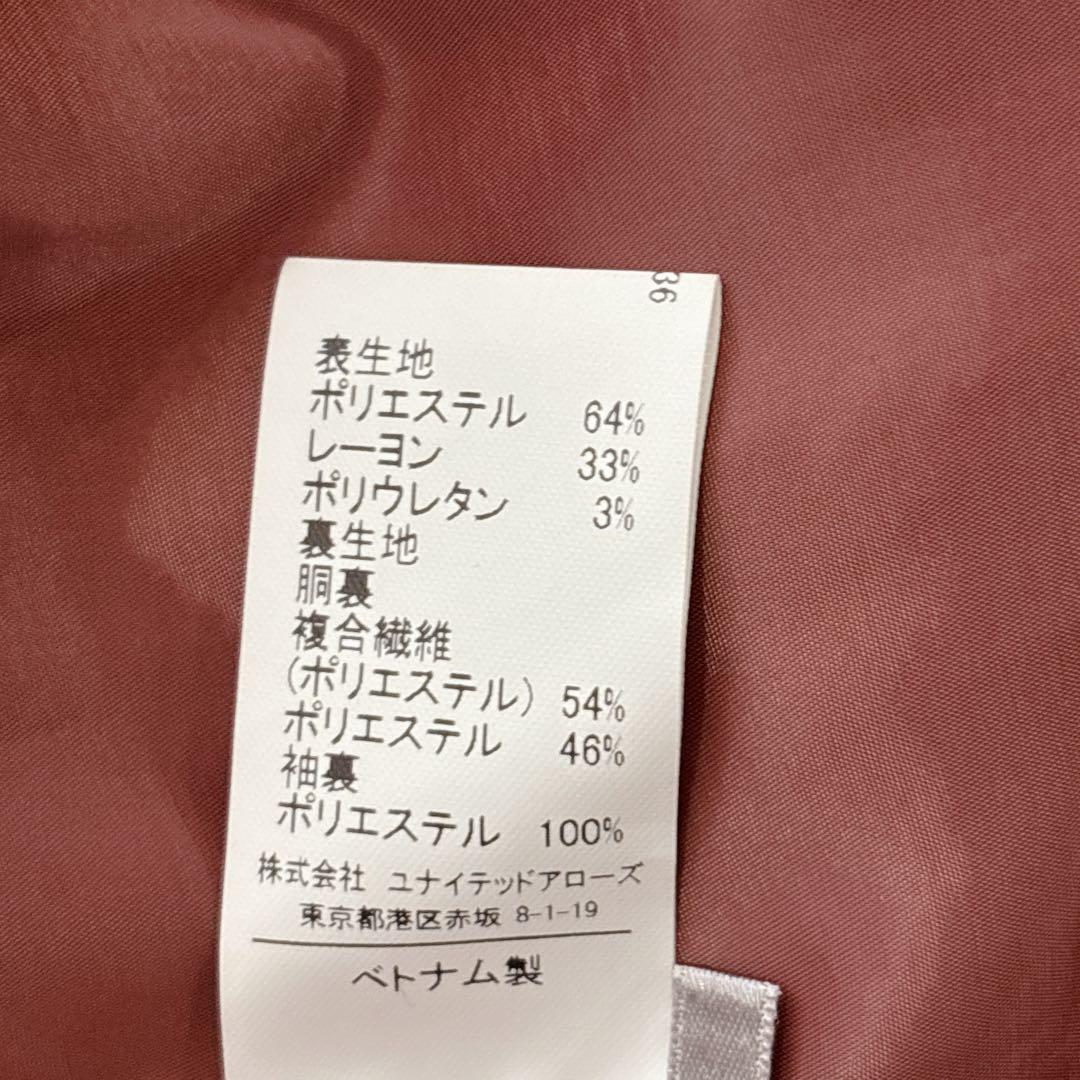 36
表生地
ポリエステル 64%
レーヨン 33%
ポリウレタン 3%
裏生地
胴裏
複合繊維
(ポリエステル) 54%
ポリエステル 46%
袖裏
ポリエステル 100%
株式会社 ユナイテッドアローズ
東京都港区赤坂 8-1-19
ベトナム製